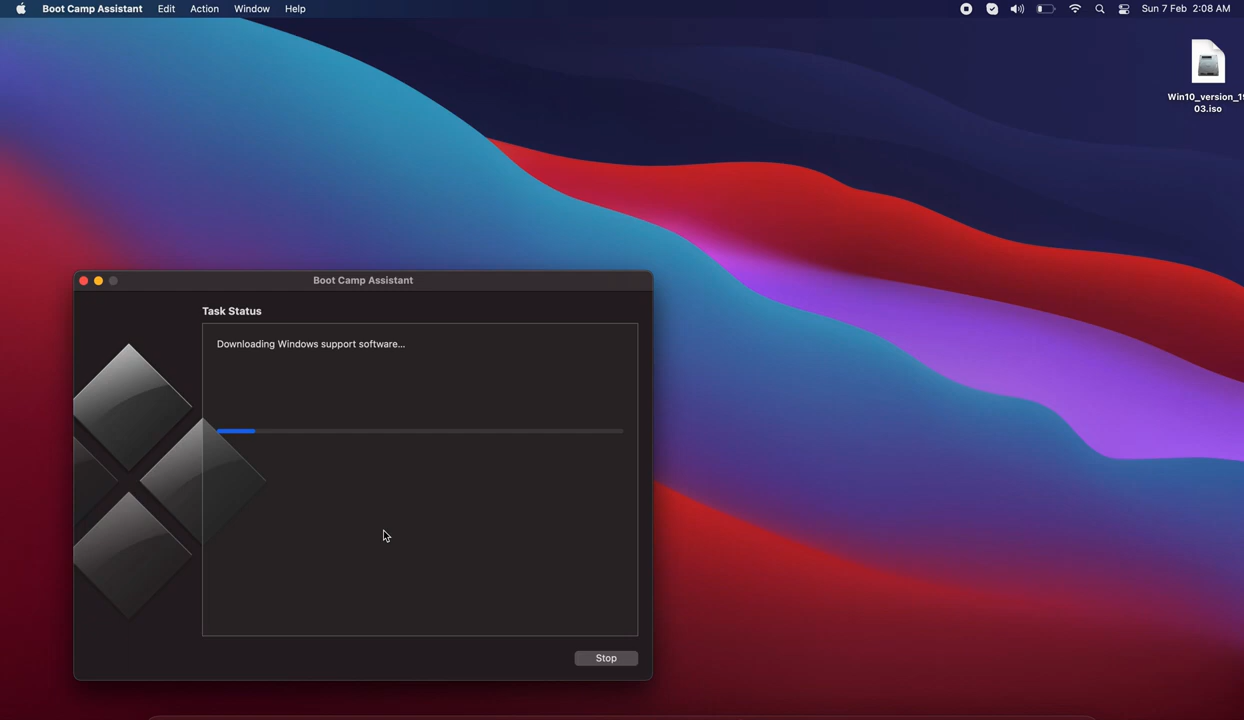 Boot Camp Assistant Edit Action Window Help Sun 7 Feb 2:08 AM
Win10_version_19
03.iso
Boot Camp Assistant
Task Status
Downloading Windows support software...
Stop